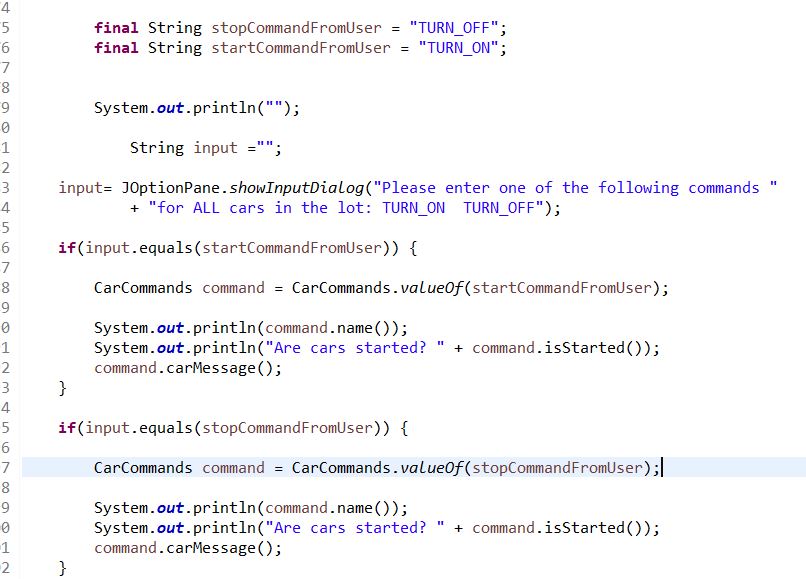 4
5 final String stopCommandFromUser = "TURN_OFF";
6 final String startCommandFromUser = "TURN_ON";
7
8
9 System.out.println("");
0
1 String input ="";
2
3 input= JOptionPane.showInputDialog("Please enter one of the following commands "
4 + "for ALL cars in the lot: TURN_ON  TURN_OFF");
5
6 if(input.equals(startCommandFromUser)) {
7
8 CarCommands command = CarCommands.valueOf(startCommandFromUser);
9
0 System.out.println(command.name());
1 System.out.println("Are cars started? " + command.isStarted());
2 command.carMessage();
3 }
4
5 if(input.equals(stopCommandFromUser)) {
6
7 CarCommands command = CarCommands.valueOf(stopCommandFromUser);
8
9 System.out.println(command.name());
0 System.out.println("Are cars started? " + command.isStarted());
1 command.carMessage();
2 }